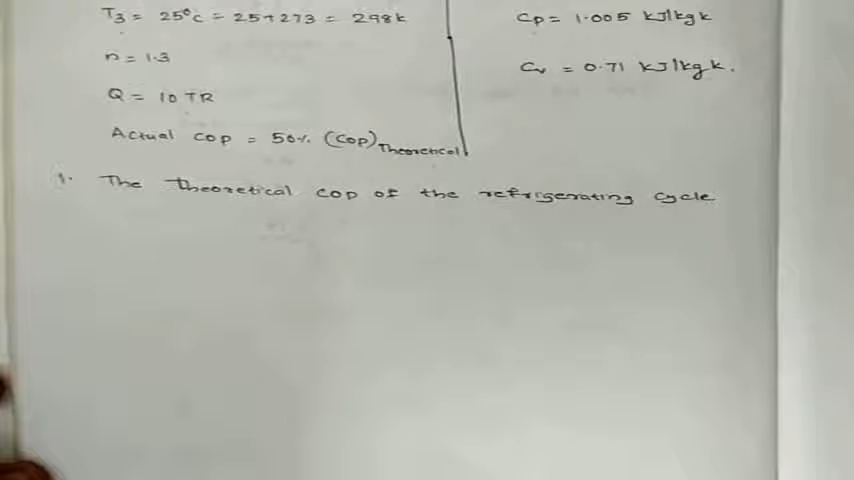 T3 = 25°C = 25+273 = 298K
n = 1.3
Q = 10 TR
Actual COP = 50% (COP)Theoretical
Cp = 1.005 kJ/kgk
Cv = 0.71 kJ/kgk.
1. The theoretical COP of the refrigerating cycle